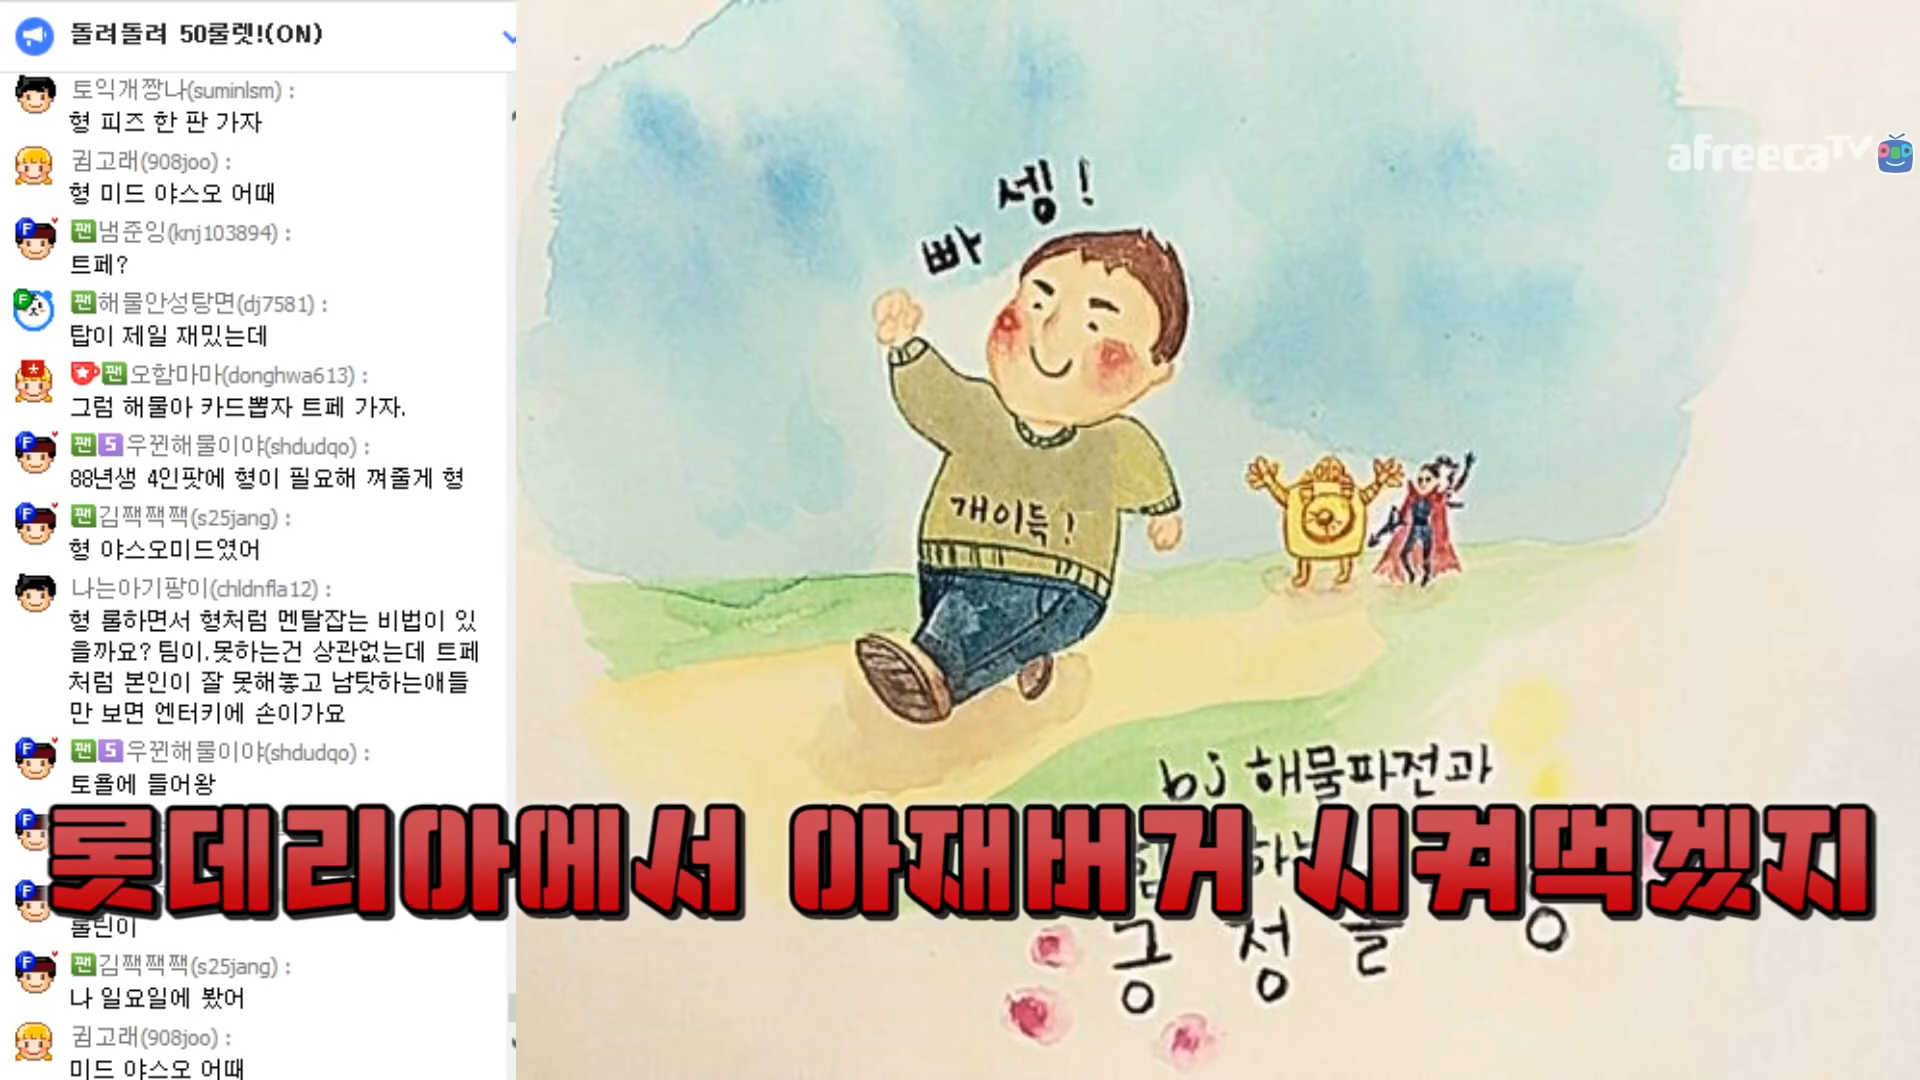 돌려돌려 50룰렛!(ON)
토익개짱나(suminlsm) :
형 피즈 한 판 가자
귐고래(908joo) :
형 미드 야스오 어때
팬냄준잉(knj103894) :
트페?
팬해물안성탕면(dj7581) :
탑이 제일 재밌는데
팬오함마마(donghwa613) :
그럼 해물아 카드뽑자 트페 가자.
팬S우쮠해물이야(shdudqo) :
88년생 4인팟에 형이 필요해 껴줄게 형
팬김짹짹짹(s25jang) :
형 야스오미드였어
나는아기팡이(chldnfla12) :
형 롤하면서 형처럼 멘탈잡는 비법이 있
을까요? 팀이.못하는건 상관없는데 트페
처럼 본인이 잘 못해놓고 남탓하는애들
만 보면 엔터키에 손이가요
팬S우쮠해물이야(shdudqo) :
토욜에 들어왕
롤린이
팬김짹짹짹(s25jang) :
나 일요일에 봤어
귐고래(908joo) :
미드 야스오 어때
afreecaTV
빠셍!
개이득!
bj 해물파전과
긍정롤
롯데리아에서 아재버거 시켜먹겠지